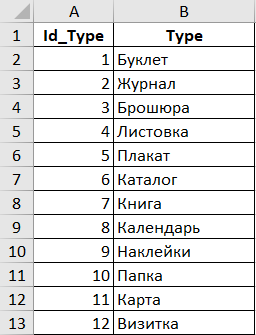 A B
1 Id_Type Type
2 1 Буклет
3 2 Журнал
4 3 Брошюра
5 4 Листовка
6 5 Плакат
7 6 Каталог
8 7 Книга
9 8 Календарь
10 9 Наклейки
11 10 Папка
12 11 Карта
13 12 Визитка